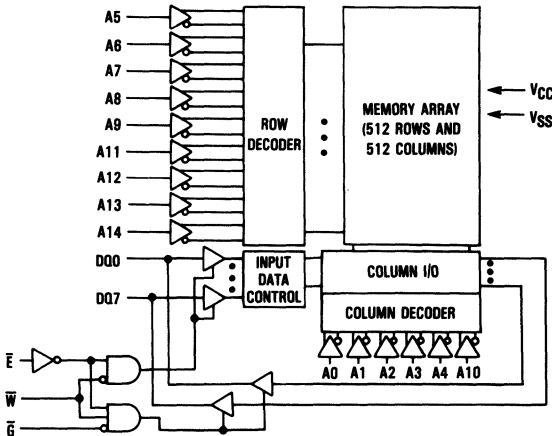 A5
A6
A7
A8
A9
A11
A12
A13
A14
ROW
DECODER
MEMORY ARRAY
(512 ROWS AND
512 COLUMNS)
VCC
VSS
DQ0
DQ7
INPUT
DATA
CONTROL
COLUMN I/O
COLUMN DECODER
A0 A1 A2 A3 A4 A10
E̅
W̅
G̅